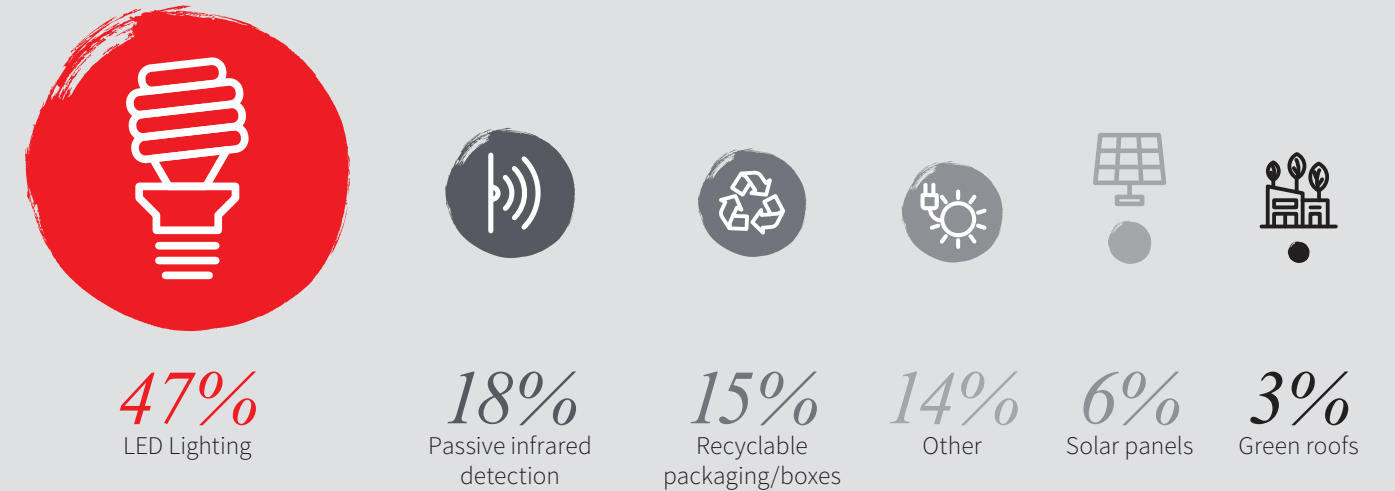 47%
LED Lighting
18%
Passive infrared
detection
15%
Recyclable
packaging/boxes
14%
Other
6%
Solar panels
3%
Green roofs